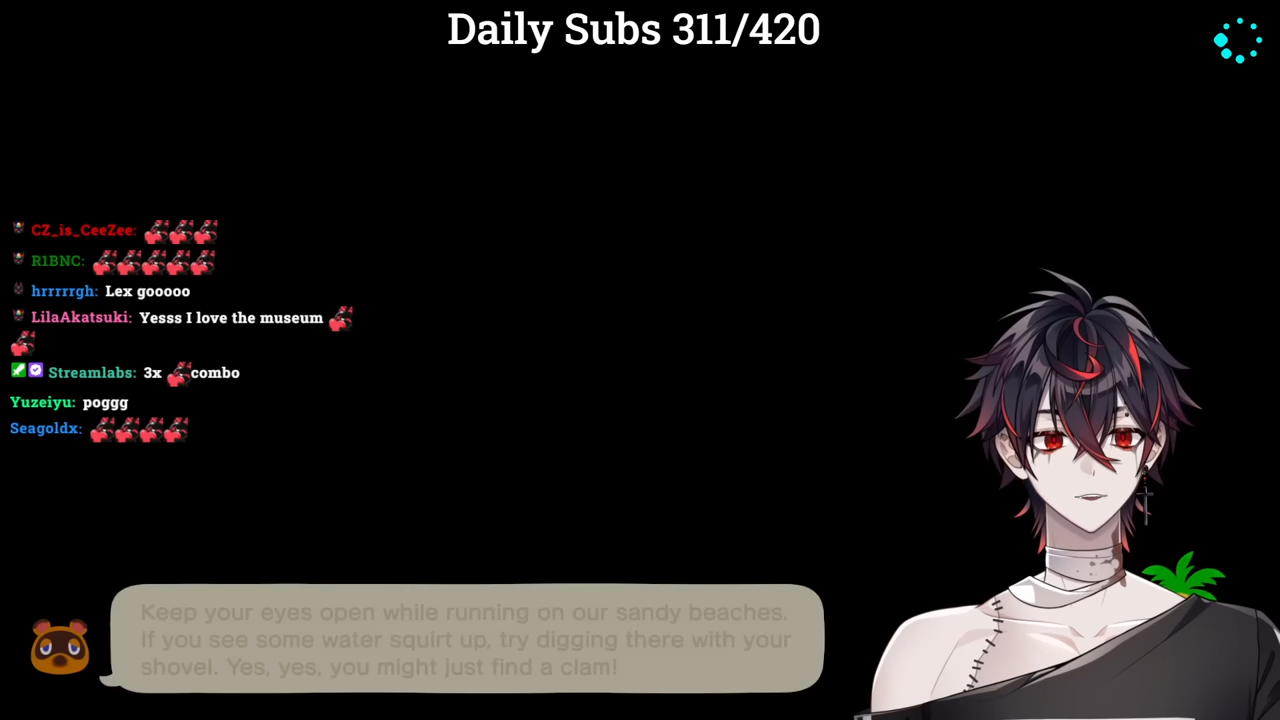 Daily Subs 311/420
CZ_is_CeeZee:
R1BNC:
hrrrrrgh: Lex gooooo
LilaAkatsuki: Yesss I love the museum
Streamlabs: 3x combo
Yuzeiyu: poggg
Seagoldx:
Keep your eyes open while running on our sandy beaches.
If you see some water squirt up, try digging there with your
shovel. Yes, yes, you might just find a clam!